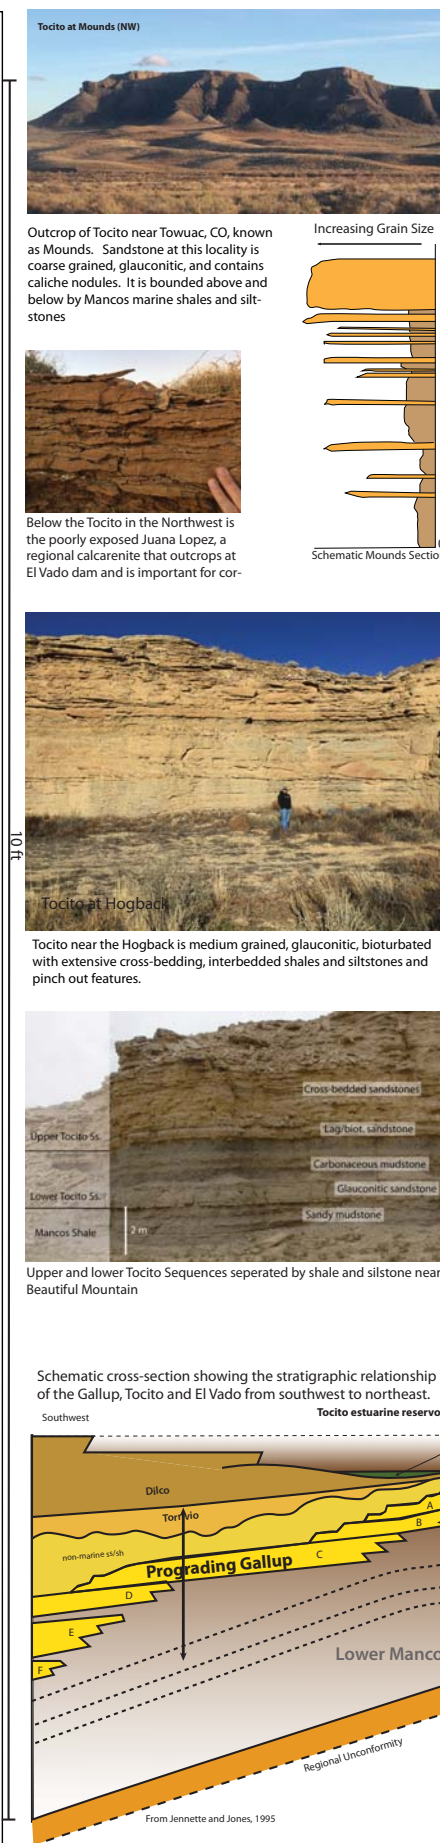 Tocito at Mounds (NW)
Outcrop of Tocito near Towuac, CO, known
as Mounds. Sandstone at this locality is
coarse grained, glauconitic, and contains
caliche nodules. It is bounded above and
below by Mancos marine shales and silt-
stones
Increasing Grain Size
Schematic Mounds Sectio
Below the Tocito in the Northwest is
the poorly exposed Juana Lopez, a
regional calcarenite that outcrops at
El Vado dam and is important for cor-
10 ft
Tocito at Hogback
Tocito near the Hogback is medium grained, glauconitic, bioturbated
with extensive cross-bedding, interbedded shales and siltstones and
pinch out features.
Cross-bedded sandstones
Lag/biot. sandstone
Upper Tocito Ss.
Carbonaceous mudstone
Glauconitic sandstone
Lower Tocito Ss.
Sandy mudstone
Mancos Shale
2 m
Upper and lower Tocito Sequences seperated by shale and silstone near
Beautiful Mountain
Schematic cross-section showing the stratigraphic relationship
of the Gallup, Tocito and El Vado from southwest to northeast.
Tocito estuarine reservo
Southwest
Dilco
Torrivio
A
B
non-marine ss/sh
Prograding Gallup
C
D
E
F
Lower Manco
Regional Unconformity
From Jennette and Jones, 1995